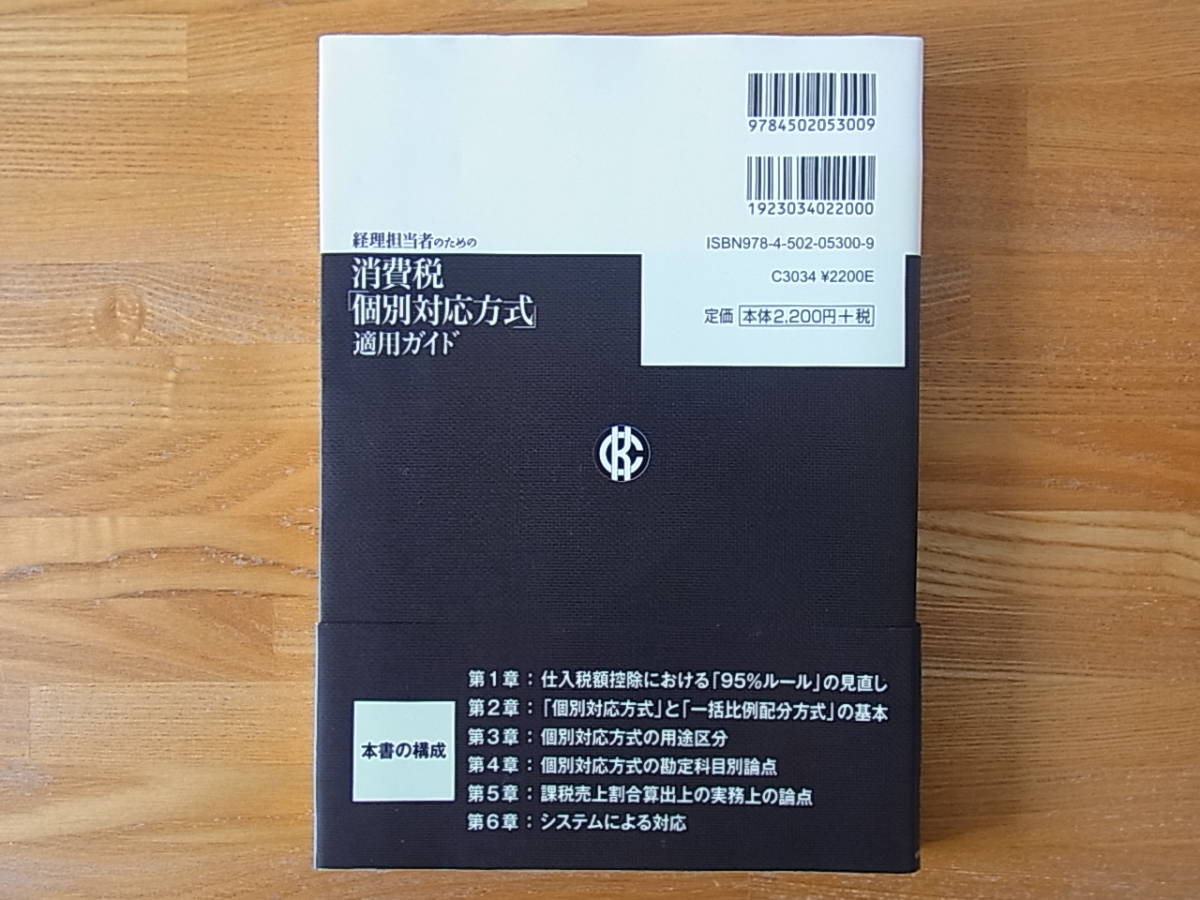 9784502053009
1923034022000
ISBN978-4-502-05300-9
C3034 ¥2200E
定価 本体2,200円+税
経理担当者のための
消費税
「個別対応方式」
適用ガイド
本書の構成
第1章:仕入税額控除における「95%ルール」の見直し
第2章:「個別対応方式」と「一括比例配分方式」の基本
第3章:個別対応方式の用途区分
第4章:個別対応方式の勘定科目別論点
第5章:課税売上割合算出上の実務上の論点
第6章:システムによる対応